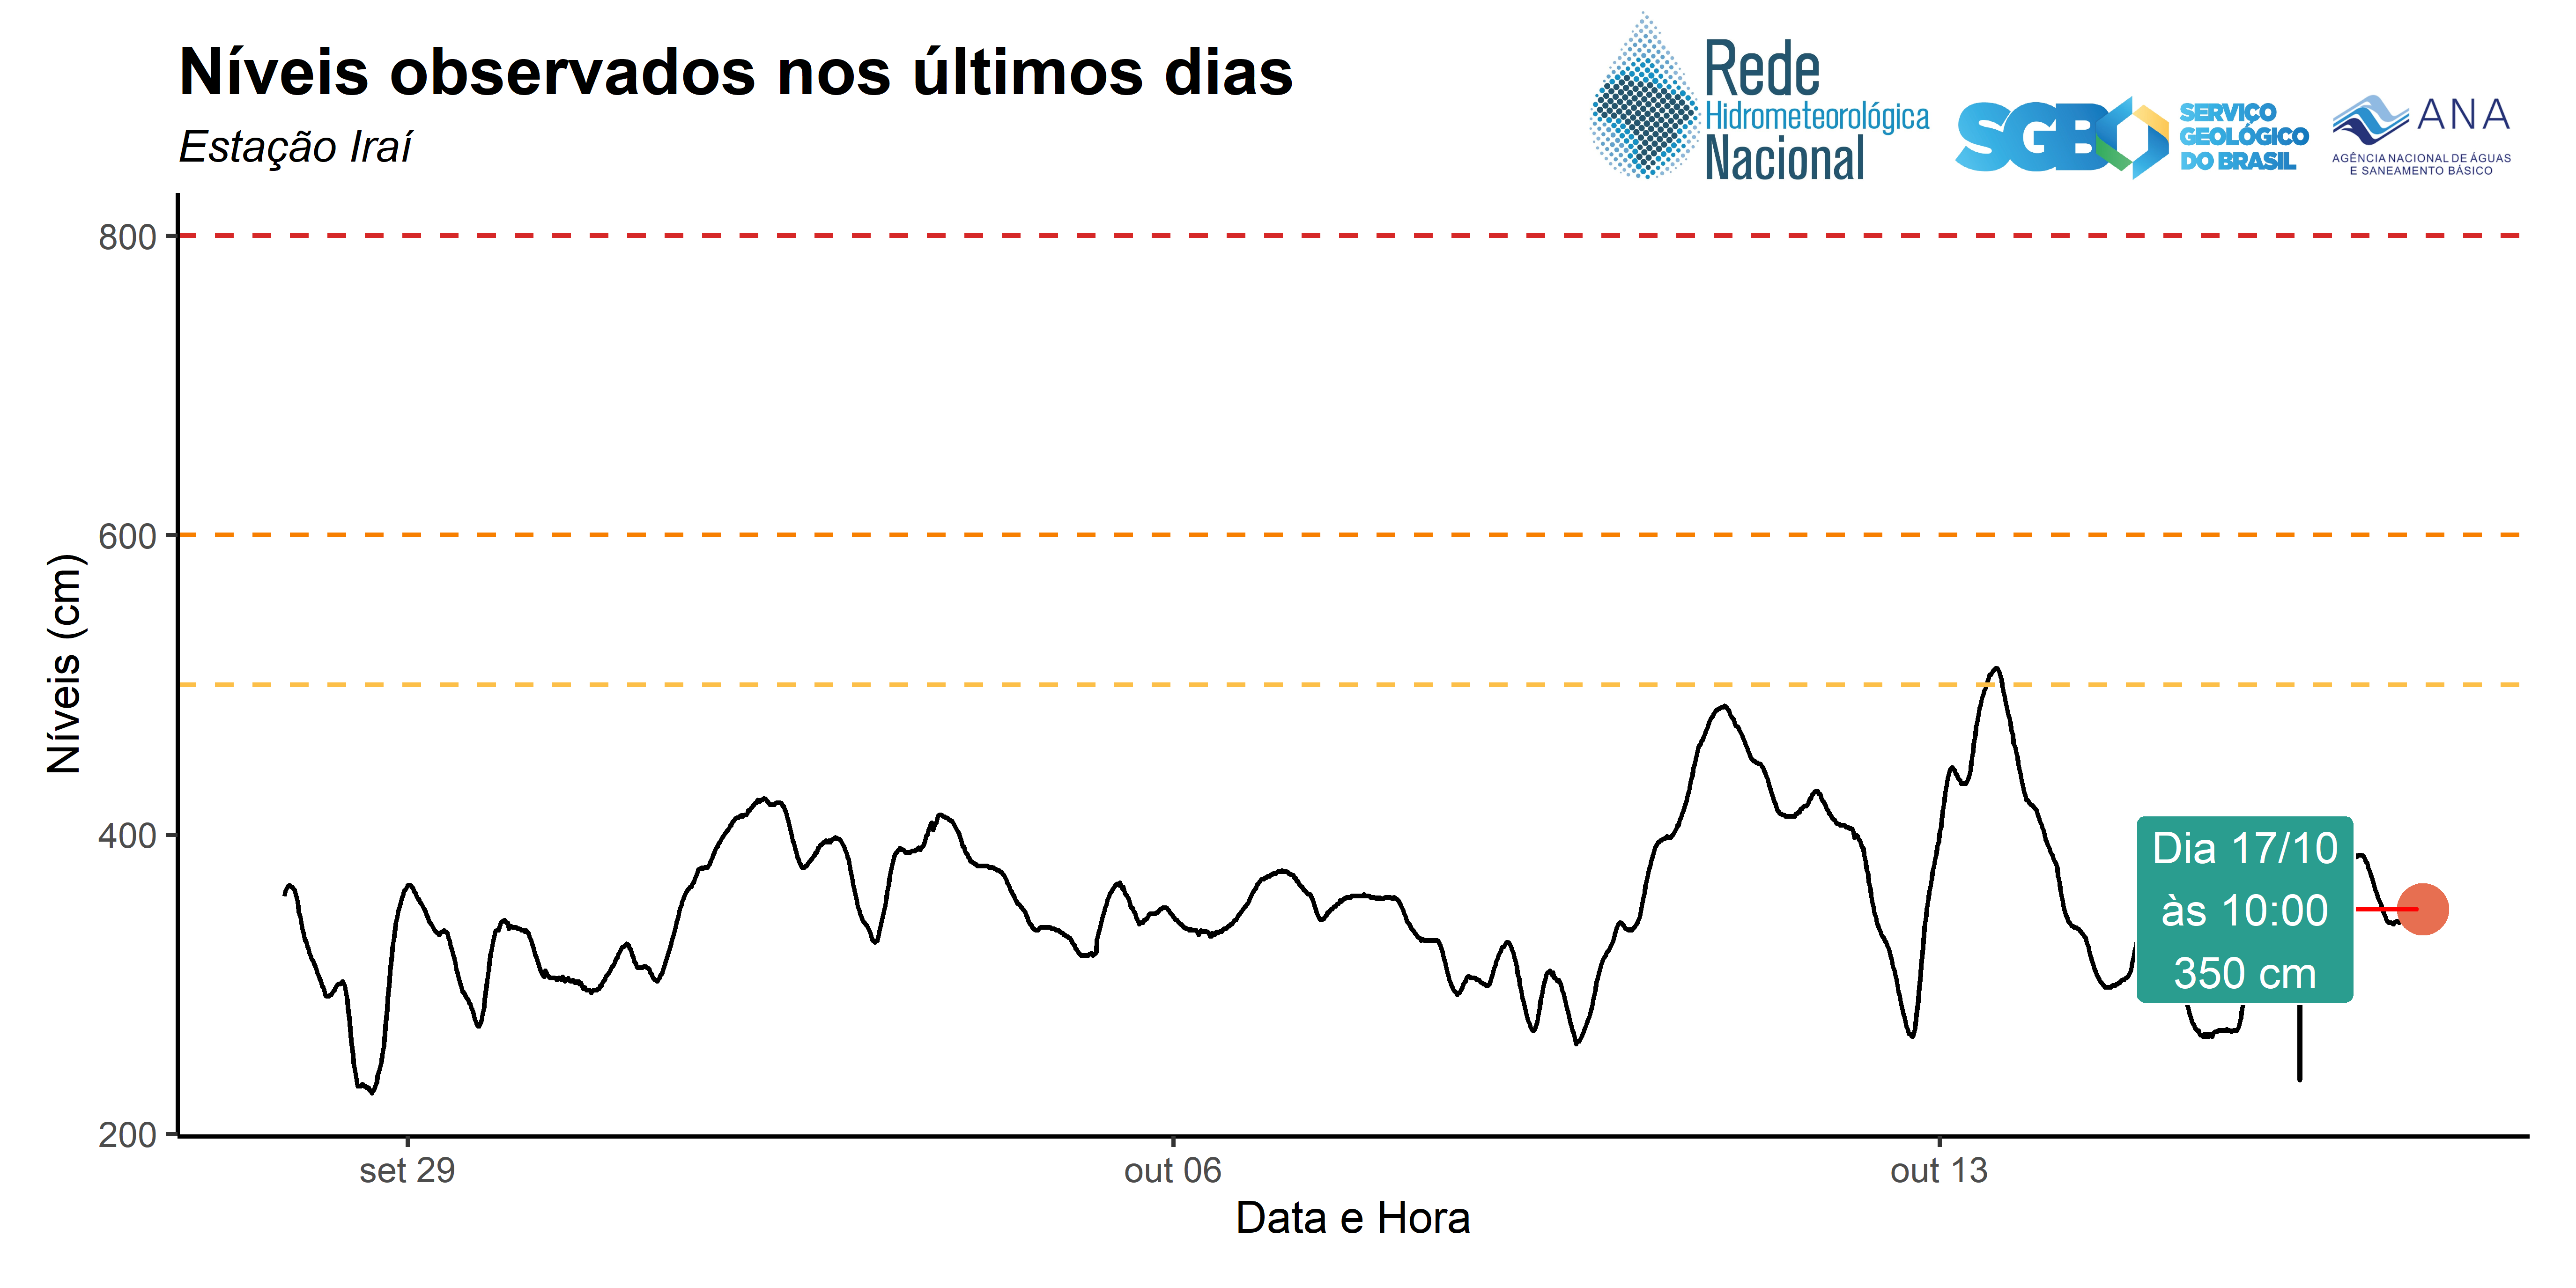 Níveis observados nos últimos dias
Estação Iraí
Rede
Hidrometeorológica
Nacional
SGB
SERVIÇO
GEOLÓGICO
DO BRASIL
ANA
AGÊNCIA NACIONAL DE ÁGUAS
E SANEAMENTO BÁSICO
Níveis (cm)
800
600
400
200
Dia 17/10
às 10:00
350 cm
set 29
out 06
out 13
Data e Hora